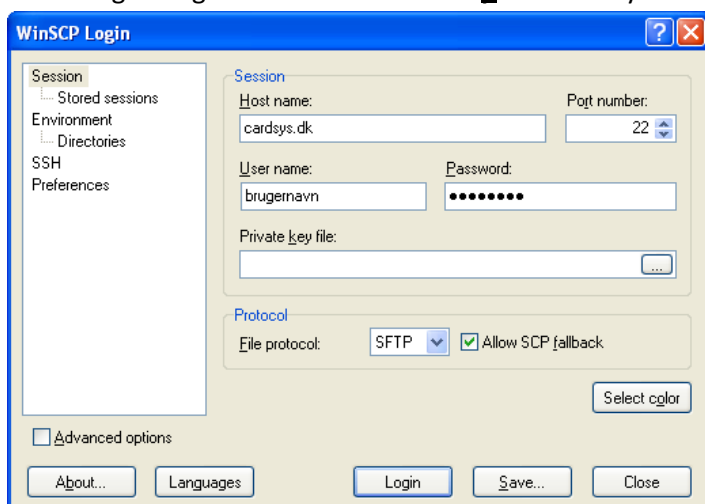 WinSCP Login
Session
Stored sessions
Environment
Directories
SSH
Preferences
Session
Host name:
Port number:
cardsys.dk
22
User name:
Password:
brugernavn
••••••••
Private key file:
...
Protocol
File protocol:
SFTP
Allow SCP fallback
Select color
Advanced options
About...
Languages
Login
Save...
Close